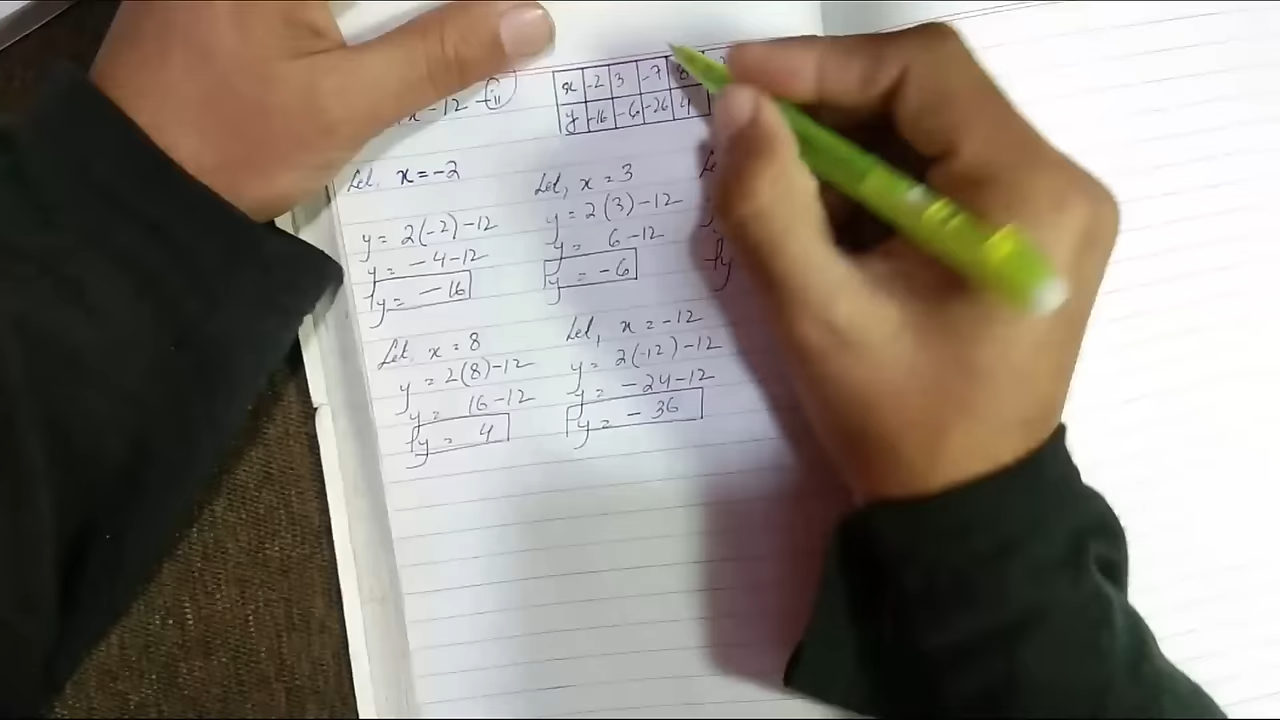 x - 12 - (ii)
x | -2 | 3 | -7 | 8
y | -16 | -6 | -26 | 4
Let, x = -2
y = 2(-2) - 12
y = -4 - 12
y = -16
Let, x = 3
y = 2(3) - 12
y = 6 - 12
y = -6
y
Let, x = 8
y = 2(8) - 12
y = 16 - 12
y = 4
Let, x = -12
y = 2(-12) - 12
y = -24 - 12
y = -36